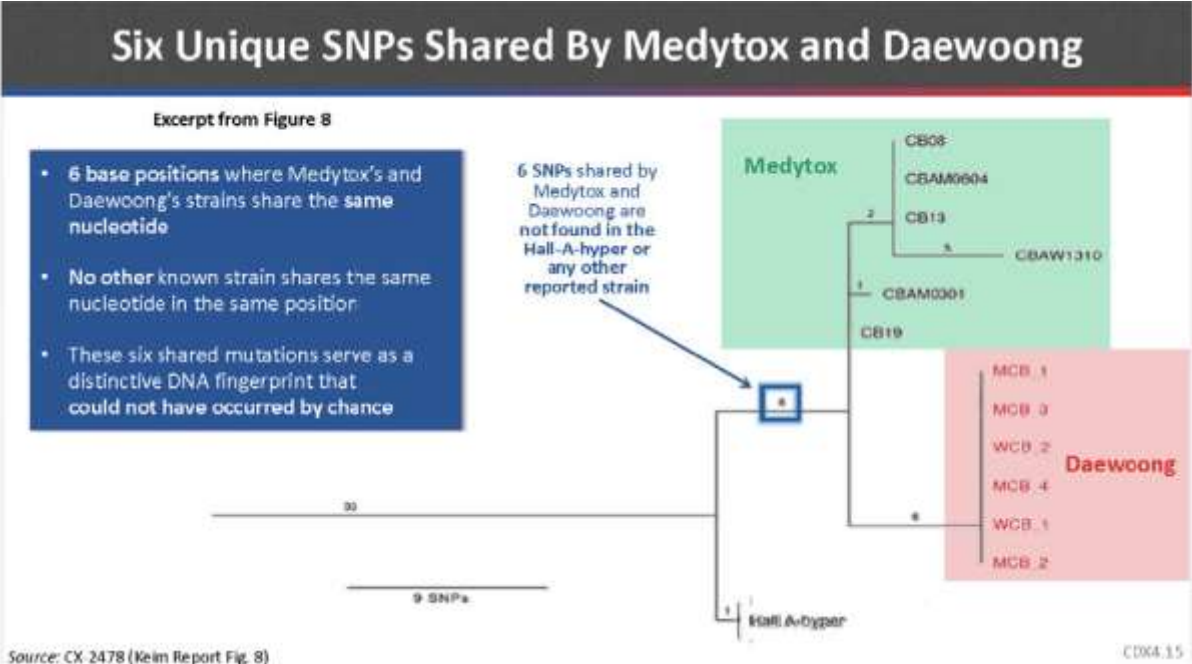 Six Unique SNPs Shared By Medytox and Daewoong
Excerpt from Figure 8
• 6 base positions where Medytox's and
Daewoong's strains share the same
nucleotide
• No other known strain shares the same
nucleotide in the same position
• These six shared mutations serve as a
distinctive DNA fingerprint that
could not have occurred by chance
6 SNPs shared by
Medytox and
Daewoong are
not found in the
Hall-A-hyper or
any other
reported strain
Medytox
CB08
CBAM0604
2
CB13
5
CBAW1310
1
CBAM0301
CB19
6
MCB_1
MCB_3
WCB_2
Daewoong
MCB_4
6
WCB_1
MCB_2
9 SNPs
1
Hall A-hyper
Source: CX-2478 (Keim Report Fig. 8)
CDX4.15